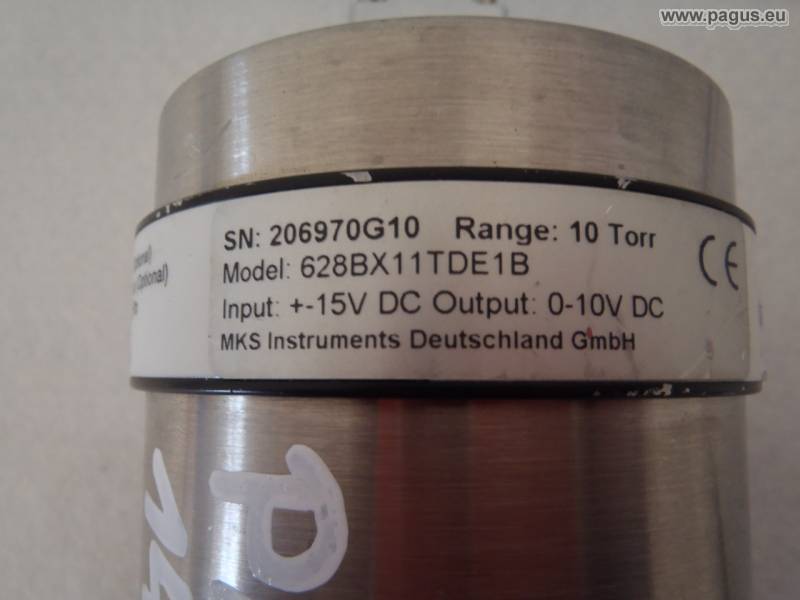 www.pagus.eu
SN: 206970G10 Range: 10 Torr
Model: 628BX11TDE1B
Input: +-15V DC Output: 0-10V DC
MKS Instruments Deutschland GmbH
CE